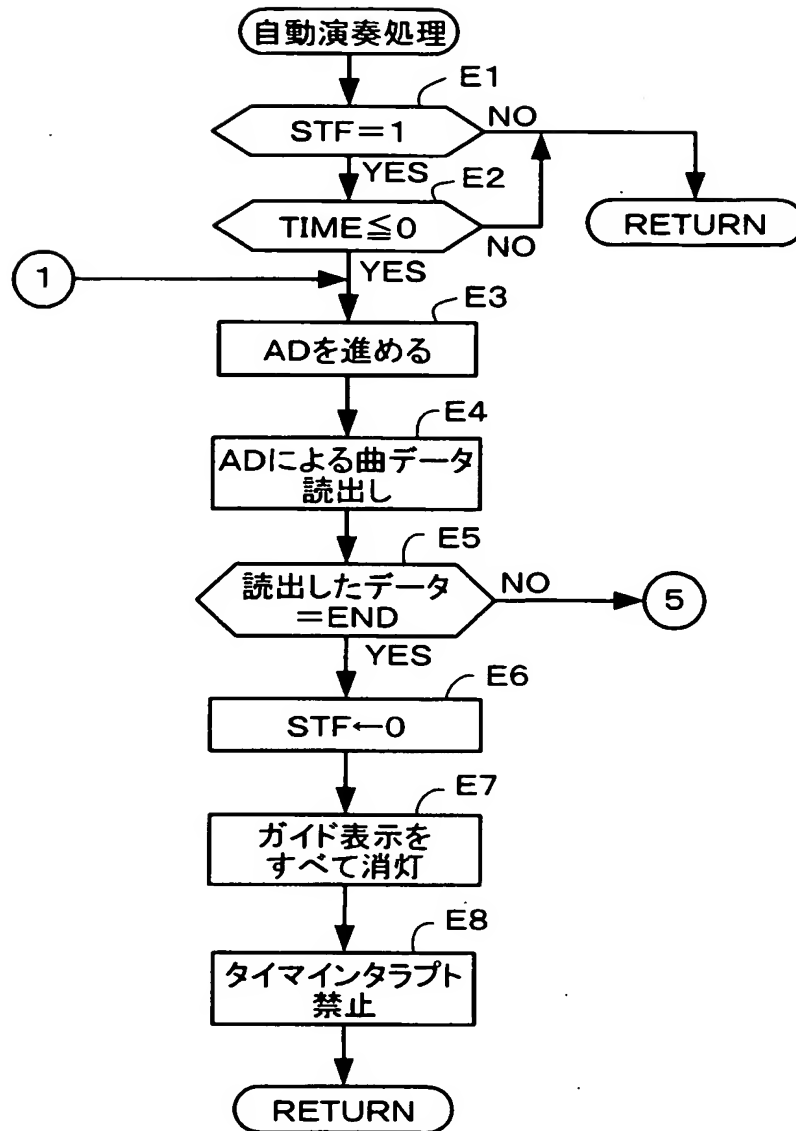 自動演奏処理
E1
STF=1
NO
YES
E2
TIME≦0
NO
RETURN
YES
1
E3
ADを進める
E4
ADによる曲データ
読出し
E5
読出したデータ
=END
NO
5
YES
E6
STF←0
E7
ガイド表示を
すべて消灯
E8
タイマインタラプト
禁止
RETURN